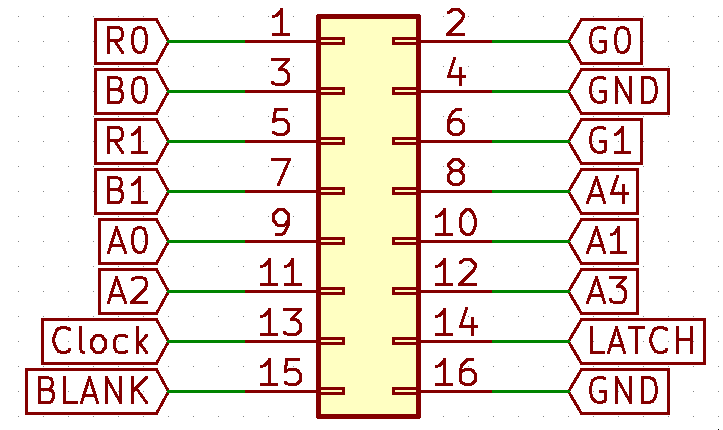 R0 1 2 G0
B0 3 4 GND
R1 5 6 G1
B1 7 8 A4
A0 9 10 A1
A2 11 12 A3
Clock 13 14 LATCH
BLANK 15 16 GND